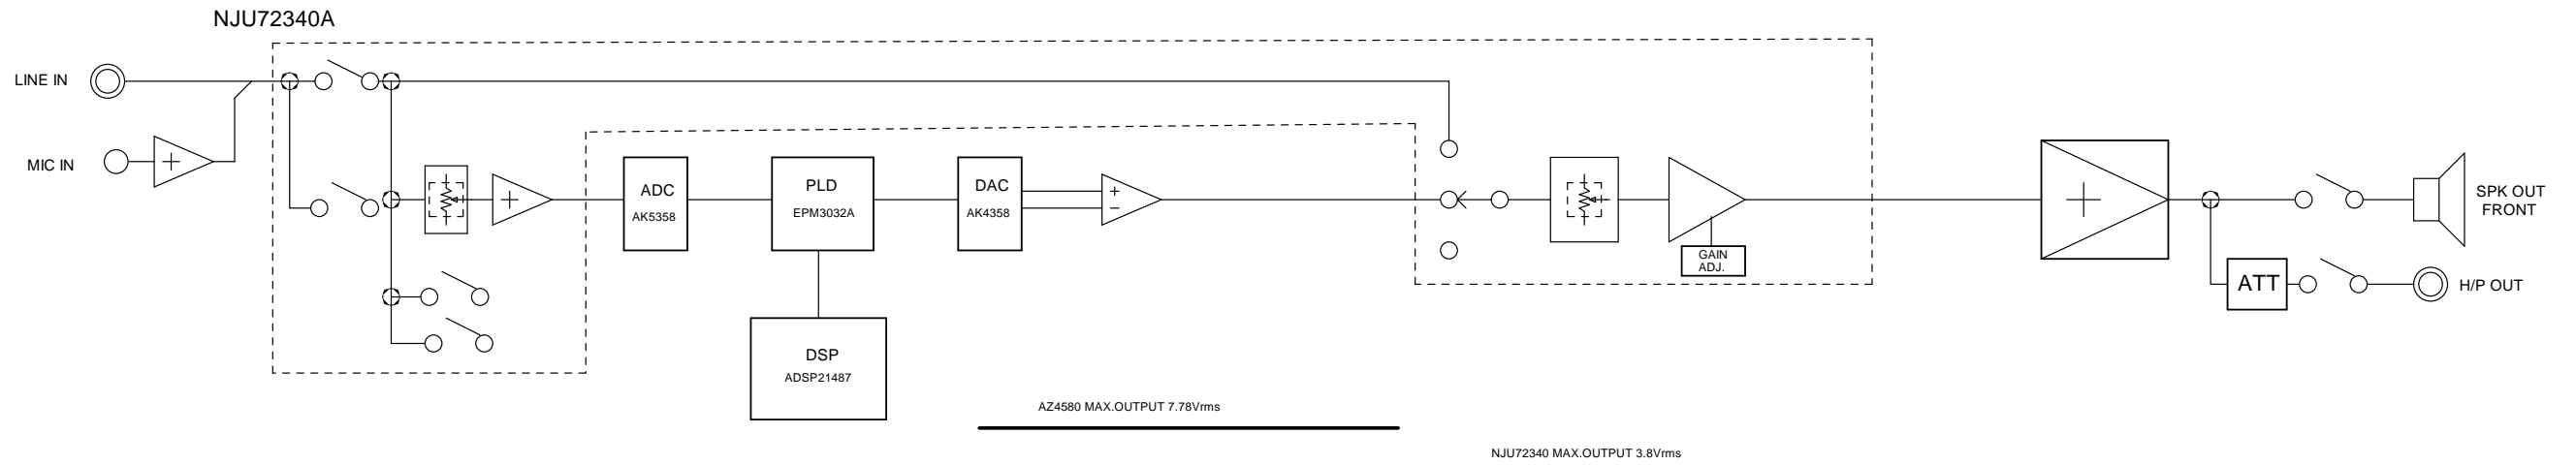 NJU72340A
LINE IN
MIC IN
ADC
AK5358
PLD
EPM3032A
DAC
AK4358
+
−
GAIN
ADJ.
SPK OUT
FRONT
ATT
H/P OUT
DSP
ADSP21487
AZ4580 MAX.OUTPUT 7.78Vrms
NJU72340 MAX.OUTPUT 3.8Vrms